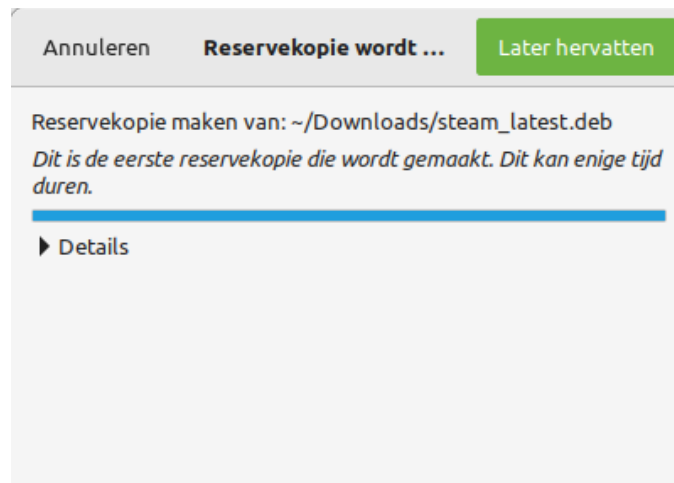 Annuleren Reservekopie wordt ... Later hervatten
Reservekopie maken van: ~/Downloads/steam_latest.deb
Dit is de eerste reservekopie die wordt gemaakt. Dit kan enige tijd
duren.
Details